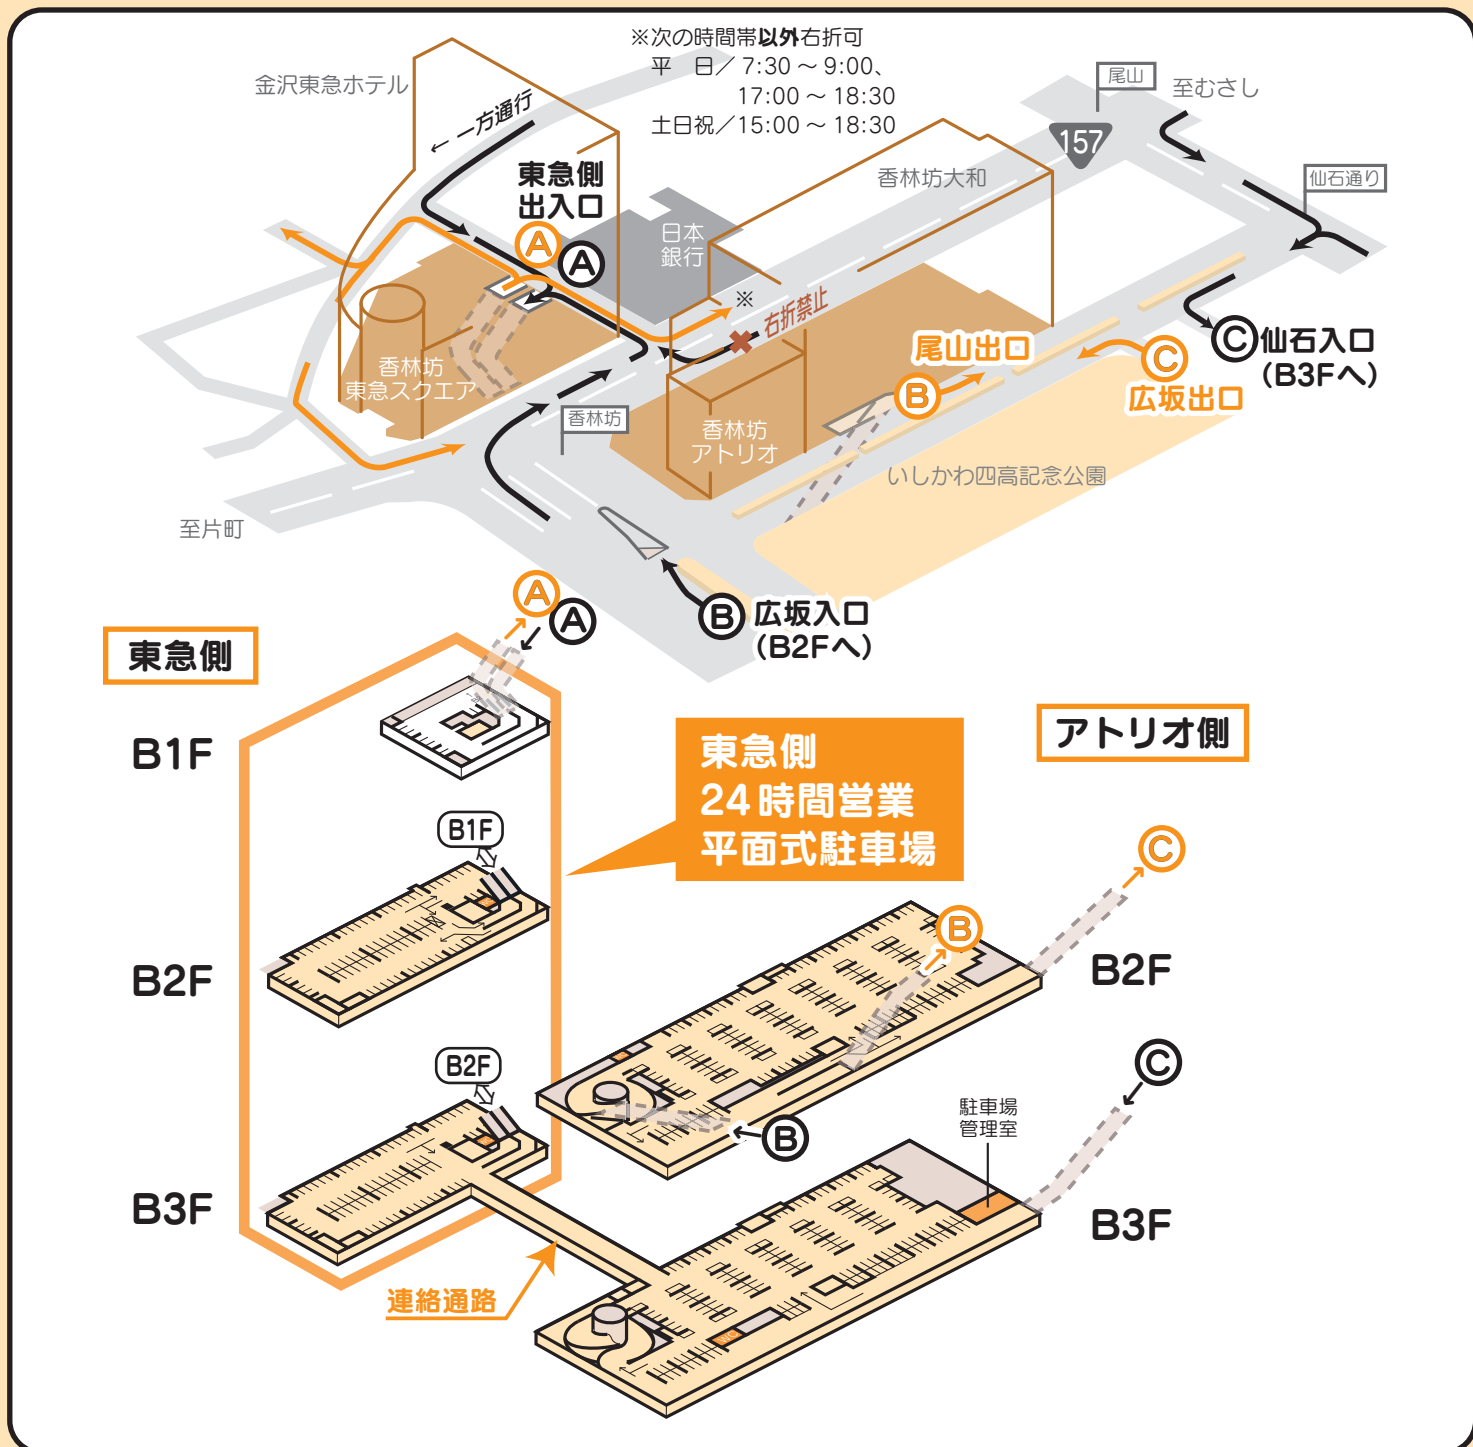 ※次の時間帯以外右折可
平　日／7:30～9:00、
17:00～18:30
土日祝／15:00～18:30
金沢東急ホテル
←一方通行
東急側
出入口
A
A
日本
銀行
香林坊大和
尾山
至むさし
157
仙石通り
※
右折禁止
香林坊
東急スクエア
香林坊
香林坊
アトリオ
尾山出口
B
C
広坂出口
C
仙石入口
(B3Fへ)
いしかわ四高記念公園
至片町
B
広坂入口
(B2Fへ)
A
A
東急側
B1F
東急側
24時間営業
平面式駐車場
アトリオ側
B1F
B2F
B
C
B2F
B2F
B
C
駐車場
管理室
B3F
B3F
連絡通路
WC